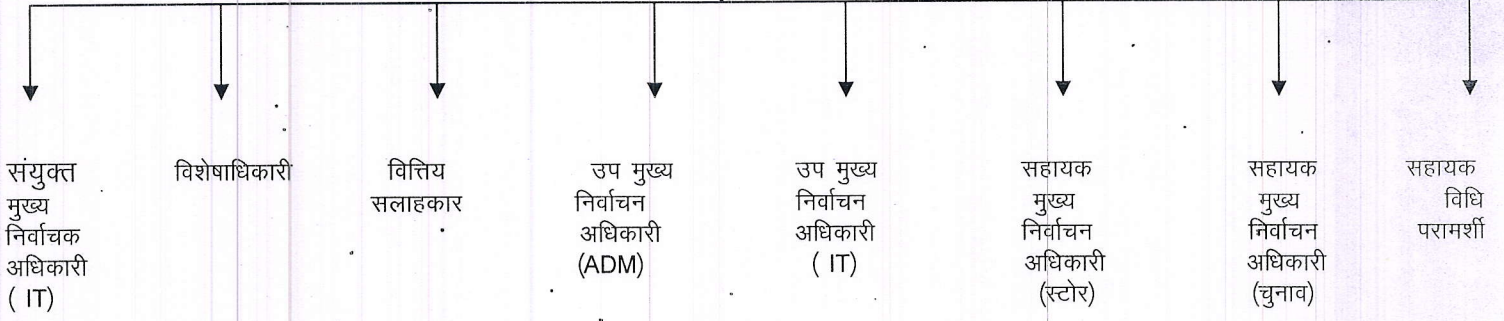 संयुक्त
मुख्य
निर्वाचक
अधिकारी
( IT)
विशेषाधिकारी
वित्तिय
सलाहकार
उप मुख्य
निर्वाचन
अधिकारी
(ADM)
उप मुख्य
निर्वाचन
अधिकारी
( IT)
सहायक
मुख्य
निर्वाचन
अधिकारी
(स्टोर)
सहायक
मुख्य
निर्वाचन
अधिकारी
(चुनाव)
सहायक
विधि
परामर्शी